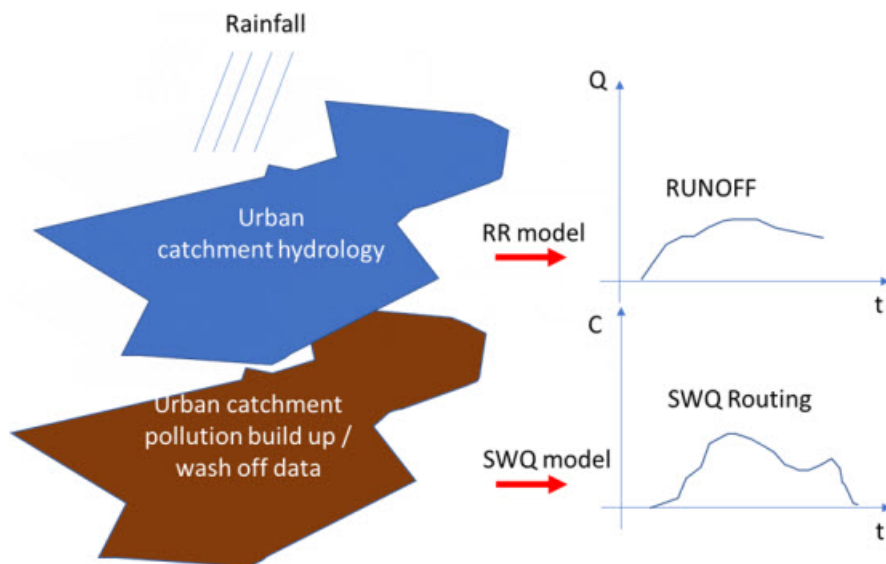 Rainfall
Urban
catchment hydrology
RR model
Q
RUNOFF
t
Urban catchment
pollution build up /
wash off data
SWQ model
C
SWQ Routing
t